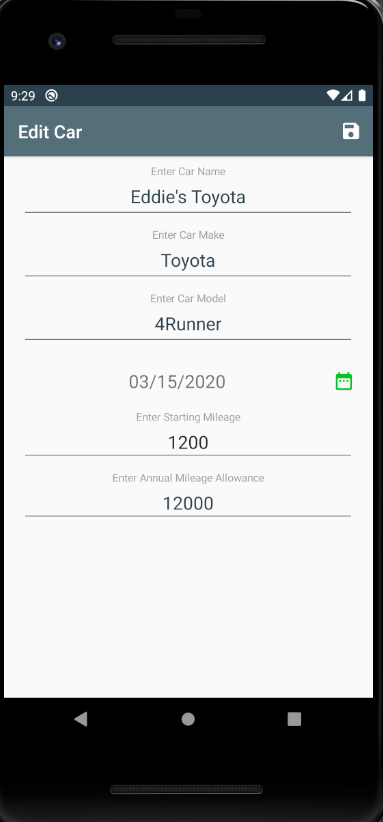 9:29
Edit Car
Enter Car Name
Eddie's Toyota
Enter Car Make
Toyota
Enter Car Model
4Runner
03/15/2020
Enter Starting Mileage
1200
Enter Annual Mileage Allowance
12000